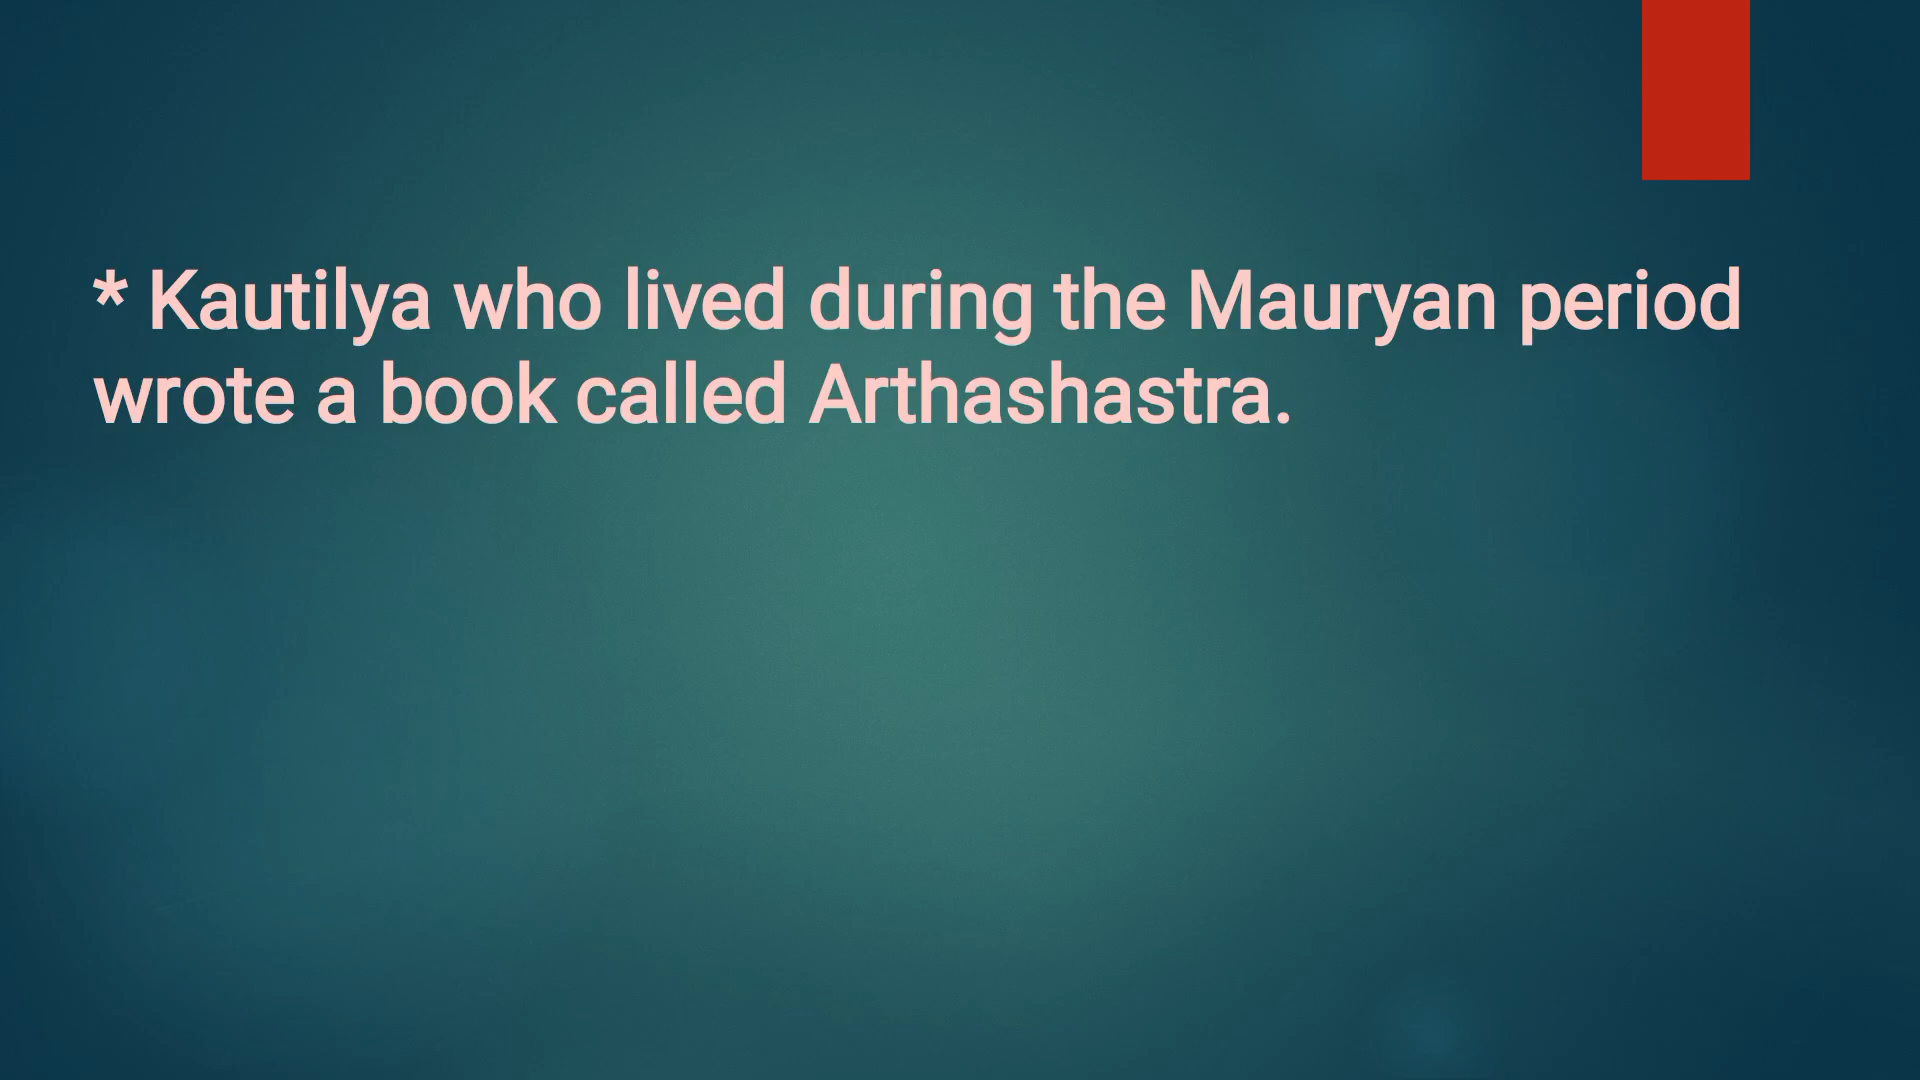 * Kautilya who lived during the Mauryan period
wrote a book called Arthashastra.